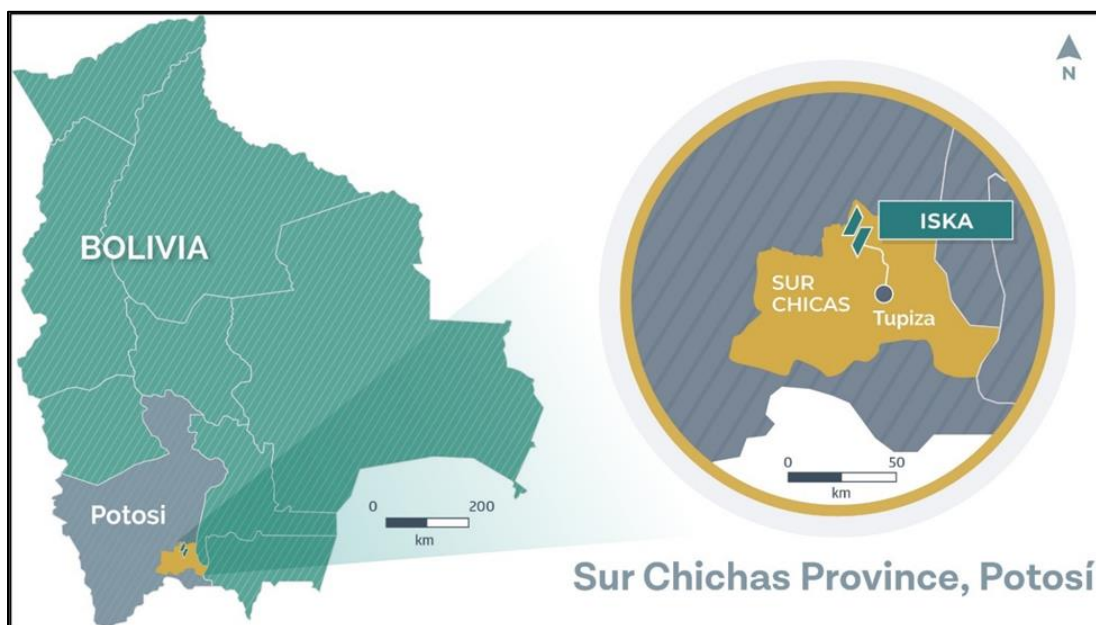 BOLIVIA
Potosi
0 200
km
N
ISKA
SUR
CHICAS
Tupiza
0 50
km
Sur Chichas Province, Potosí